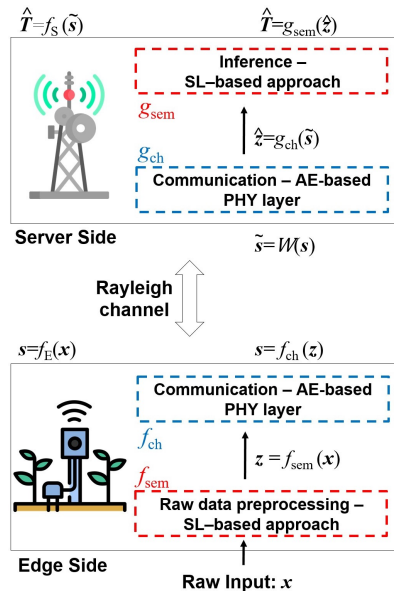 T̂=f_S(s̃)
T̂=g_sem(ẑ)
Inference –
SL–based approach
g_sem
ẑ=g_ch(s̃)
g_ch
Communication – AE-based
PHY layer
Server Side
s̃=W(s)
Rayleigh
channel
s=f_E(x)
s=f_ch(z)
Communication – AE-based
PHY layer
f_ch
z = f_sem(x)
f_sem
Raw data preprocessing –
SL–based approach
Edge Side
Raw Input: x